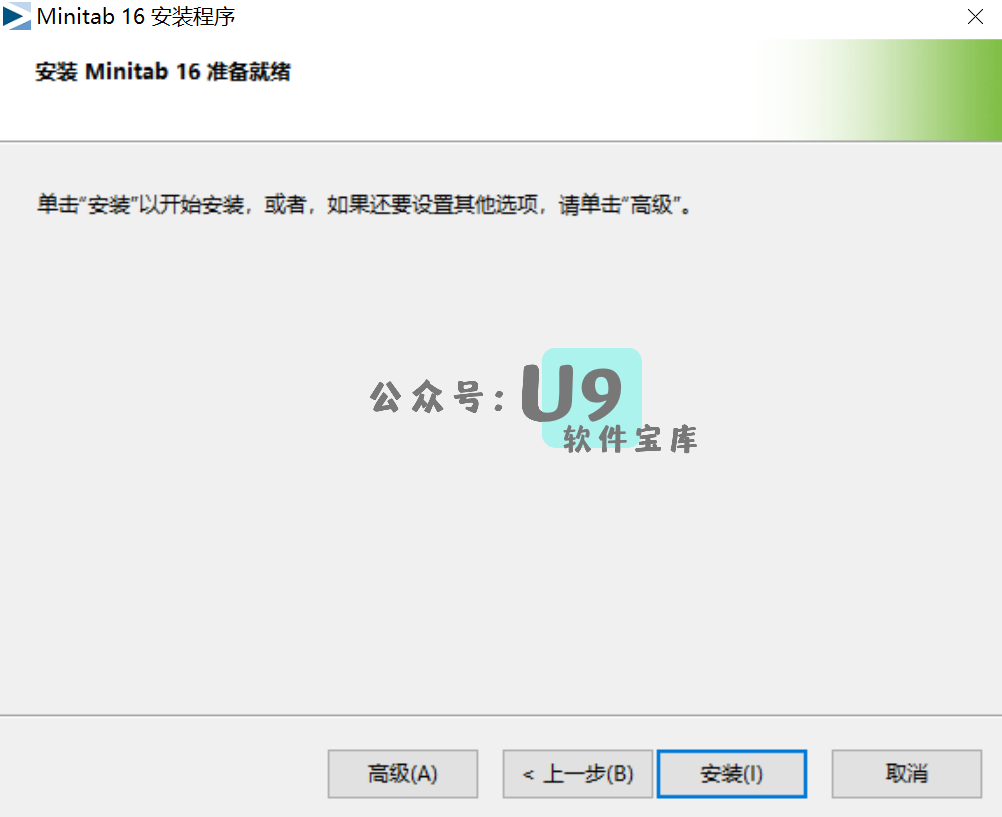 Minitab 16 安装程序
安装 Minitab 16 准备就绪
单击“安装”以开始安装，或者，如果还要设置其他选项，请单击“高级”。
公众号：U9
软件宝库
高级(A)
< 上一步(B)
安装(I)
取消